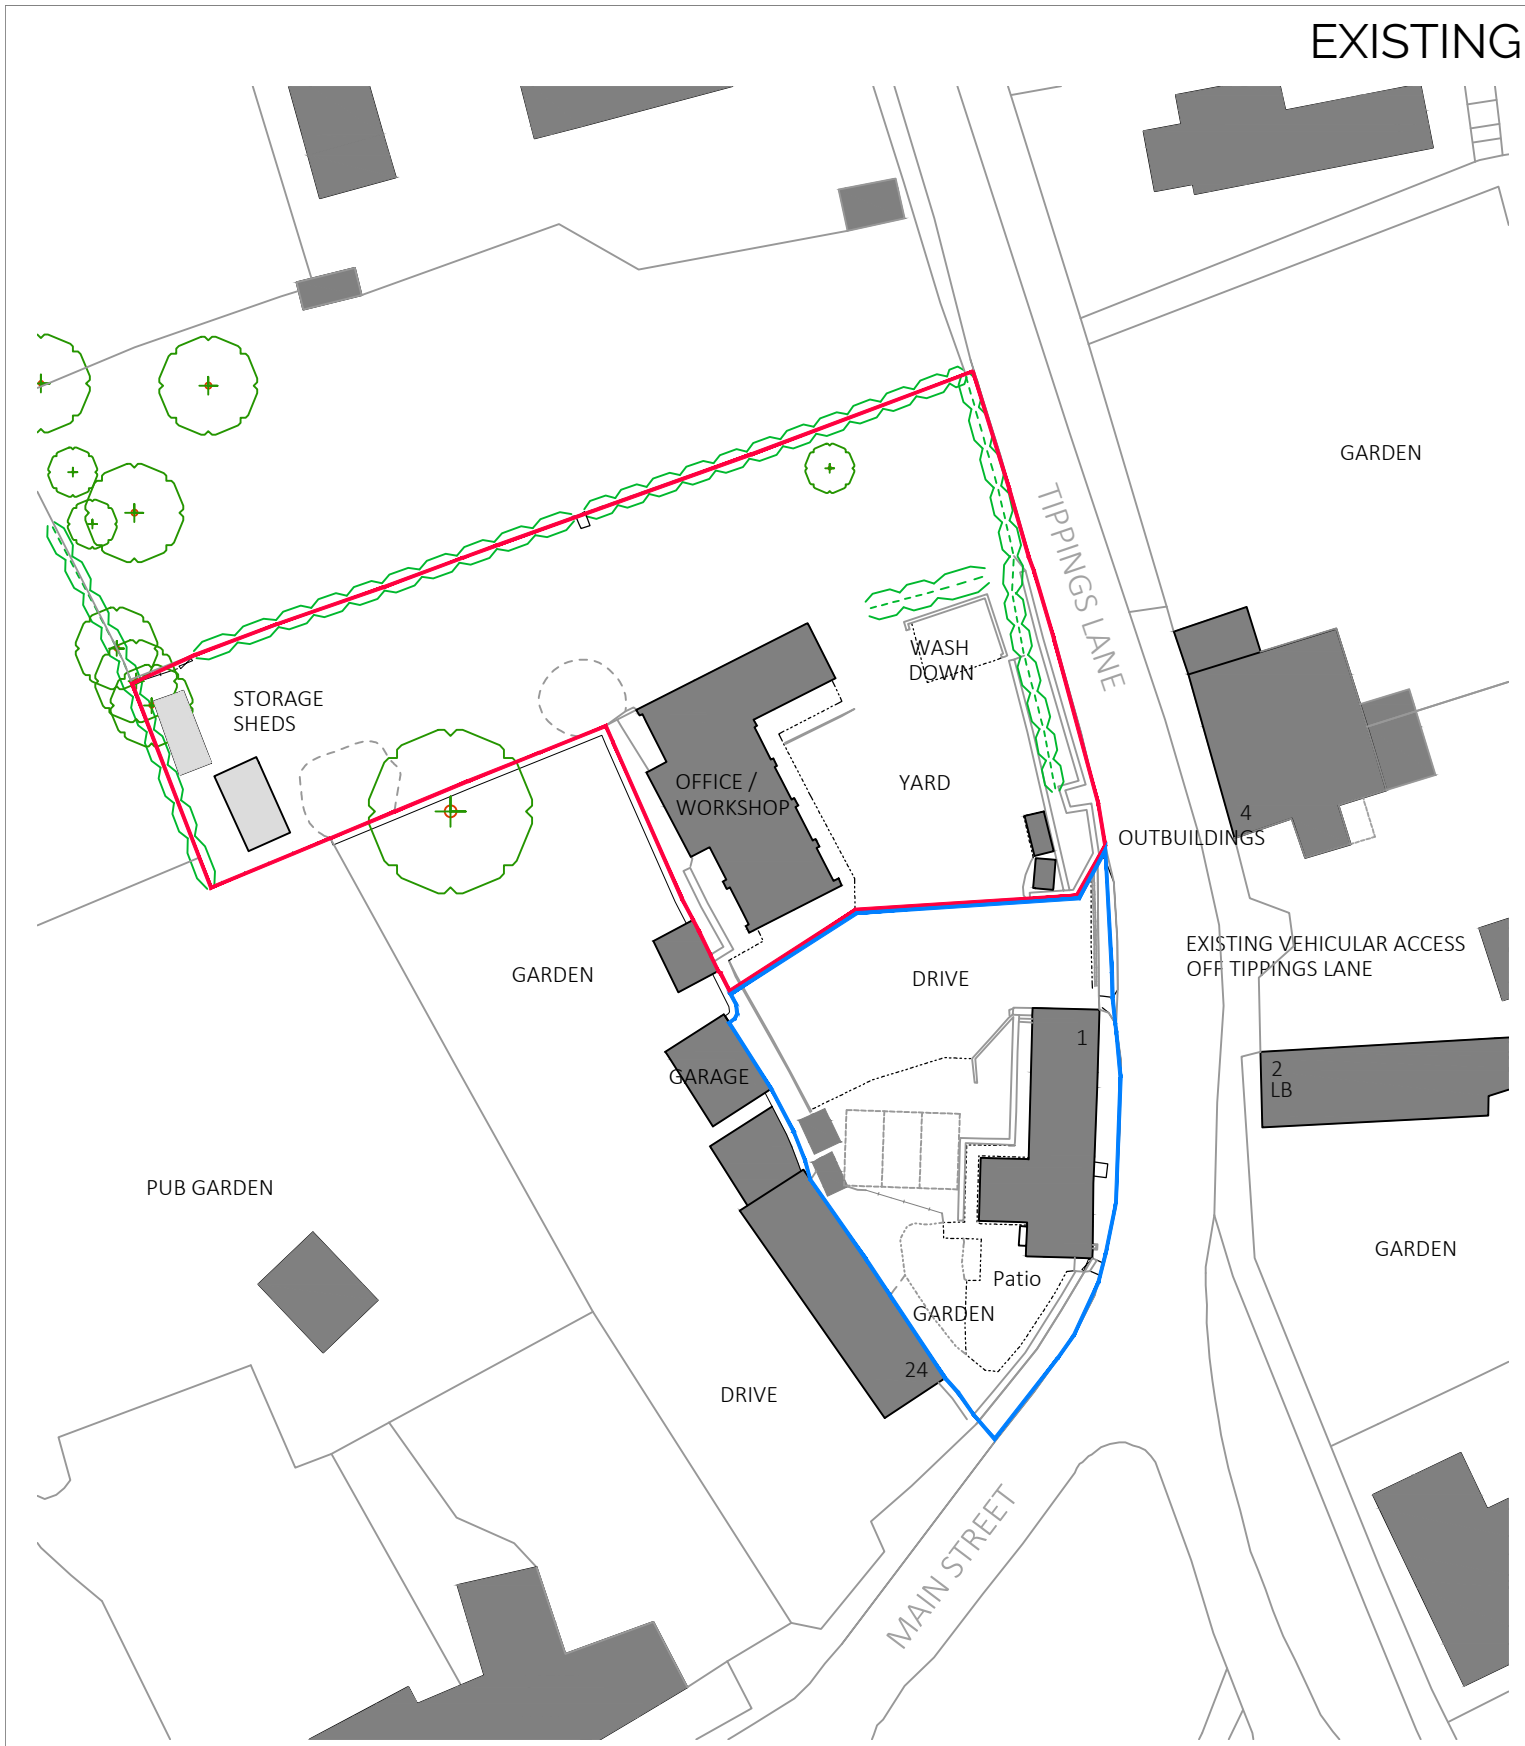 EXISTING
GARDEN
TIPPINGS LANE
WASH
DOWN
STORAGE
SHEDS
OFFICE /
WORKSHOP
YARD
4
OUTBUILDINGS
EXISTING VEHICULAR ACCESS
OFF TIPPINGS LANE
GARDEN
DRIVE
1
GARAGE
2
LB
PUB GARDEN
GARDEN
Patio
GARDEN
24
DRIVE
MAIN STREET